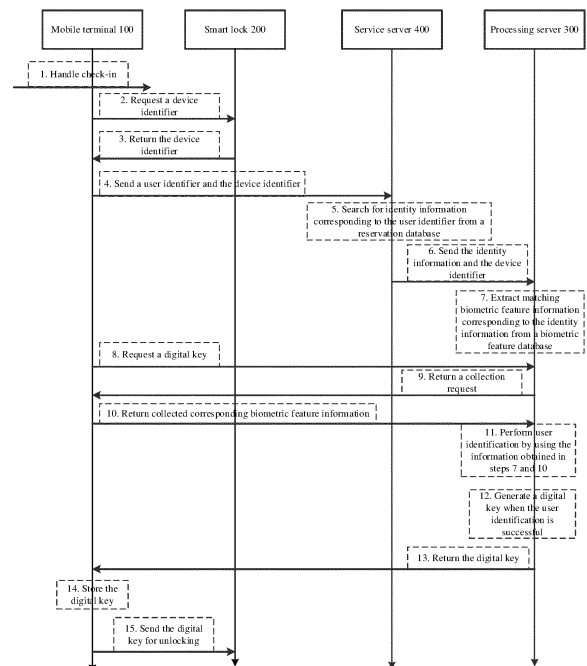 Mobile terminal 100
Smart lock 200
Service server 400
Processing server 300
1. Handle check-in
2. Request a device
identifier
3. Return the device
identifier
4. Send a user identifier and the device identifier
5. Search for identity information
corresponding to the user identifier from a
reservation database
6. Send the identity
information and the device
identifier
7. Extract matching
biometric feature information
corresponding to the identity
information from a biometric
feature database
8. Request a digital key
9. Return a collection
request
10. Return collected corresponding biometric feature information
11. Perform user
identification by using the
information obtained in
steps 7 and 10
12. Generate a digital
key when the user
identification is
successful
13. Return the digital key
14. Store the
digital key
15. Send the digital
key for unlocking